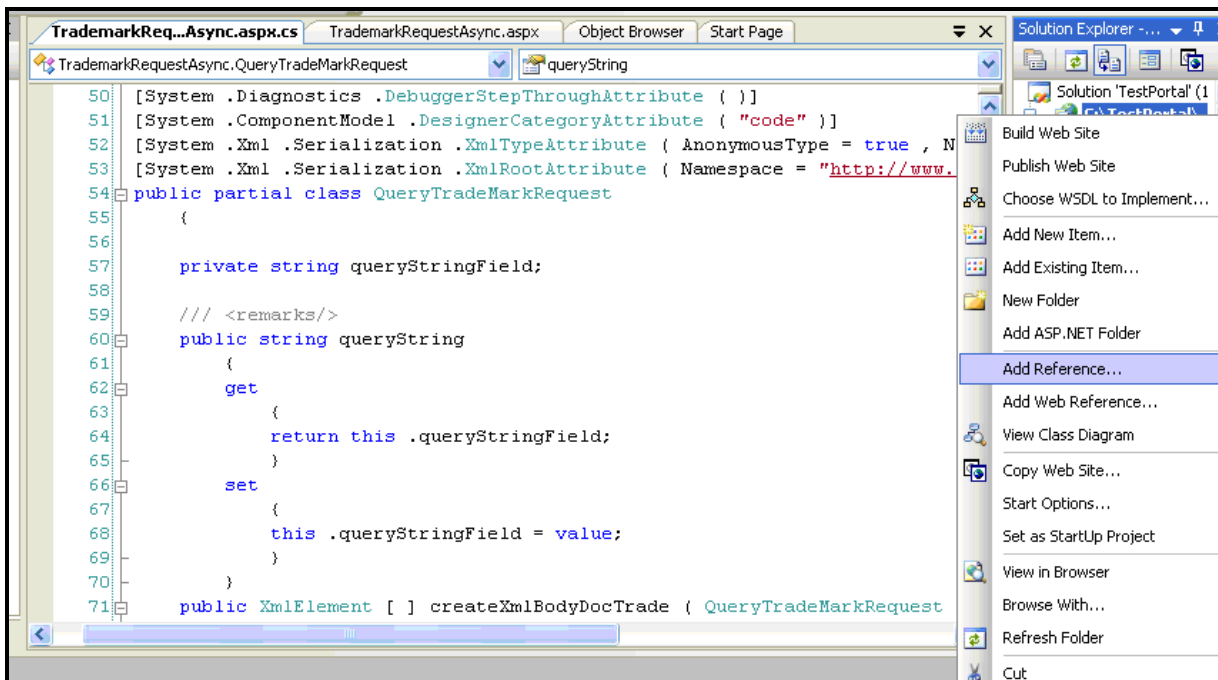 TrademarkReq...Async.aspx.cs TrademarkRequestAsync.aspx Object Browser Start Page
Solution Explorer -...
TrademarkRequestAsync.QueryTradeMarkRequest queryString
Solution 'TestPortal' (1
C:\TestPortal\
50 [System .Diagnostics .DebuggerStepThroughAttribute ( )]
51 [System .ComponentModel .DesignerCategoryAttribute ( "code" )]
52 [System .Xml .Serialization .XmlTypeAttribute ( AnonymousType = true , N
53 [System .Xml .Serialization .XmlRootAttribute ( Namespace = "http://www.
54 public partial class QueryTradeMarkRequest
55 {
56
57 private string queryStringField;
58
59 /// <remarks/>
60 public string queryString
61 {
62 get
63 {
64 return this .queryStringField;
65 }
66 set
67 {
68 this .queryStringField = value;
69 }
70 }
71 public XmlElement [ ] createXmlBodyDocTrade ( QueryTradeMarkRequest
Build Web Site
Publish Web Site
Choose WSDL to Implement...
Add New Item...
Add Existing Item...
New Folder
Add ASP.NET Folder
Add Reference...
Add Web Reference...
View Class Diagram
Copy Web Site...
Start Options...
Set as StartUp Project
View in Browser
Browse With...
Refresh Folder
Cut